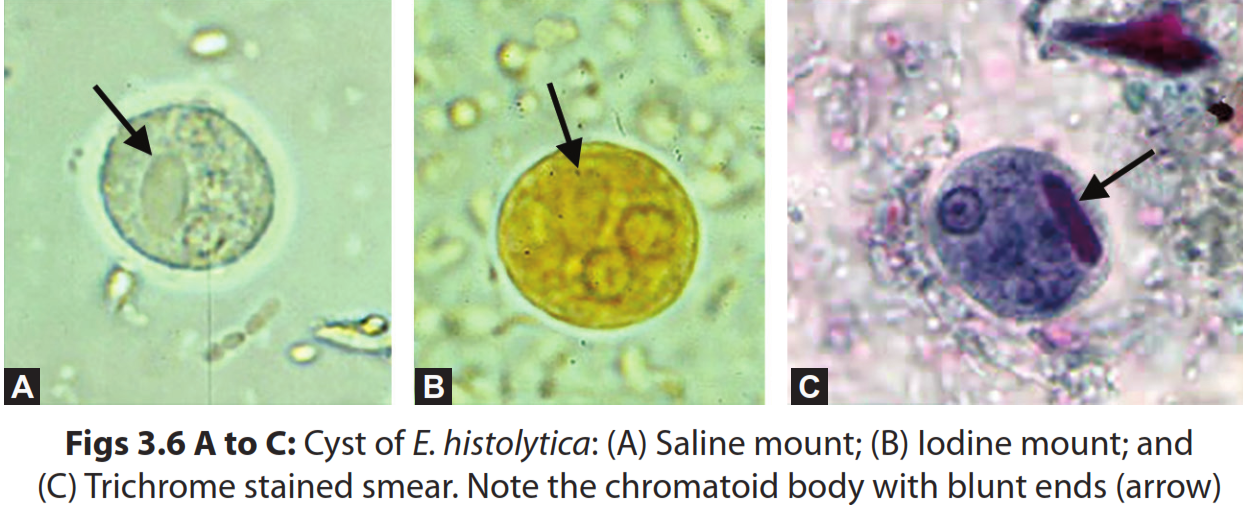 A
B
C
Figs 3.6 A to C: Cyst of E. histolytica: (A) Saline mount; (B) Iodine mount; and
(C) Trichrome stained smear. Note the chromatoid body with blunt ends (arrow)